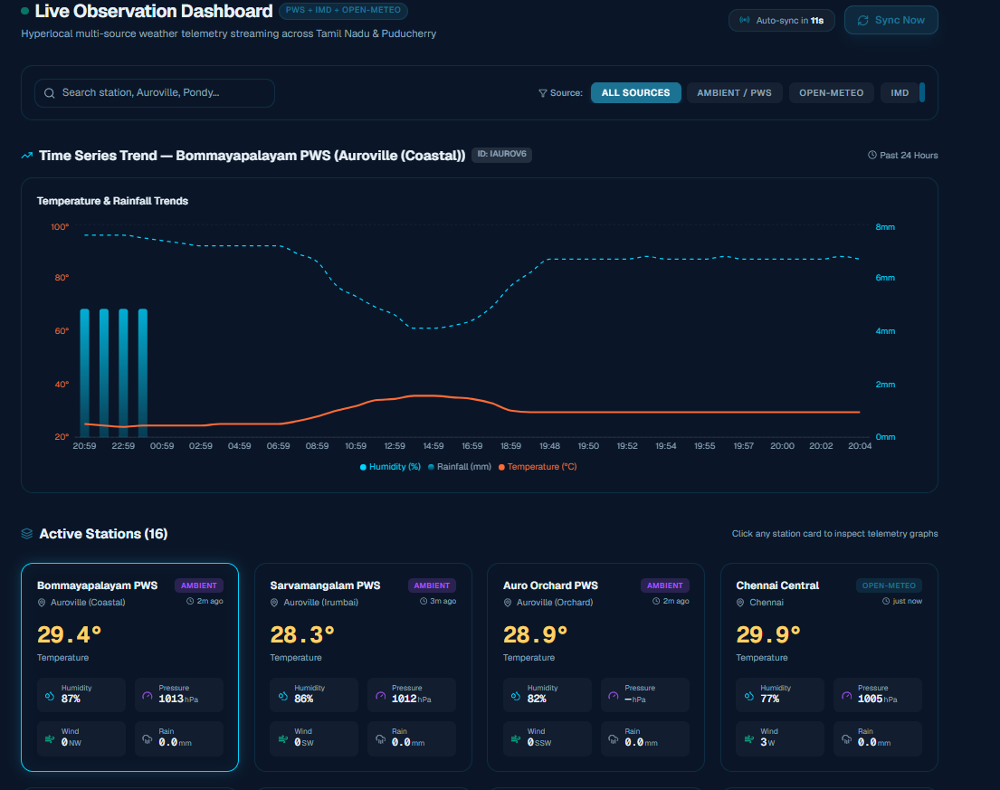 Live Observation Dashboard PWS + IMD + OPEN-METEO
Hyperlocal multi-source weather telemetry streaming across Tamil Nadu & Puducherry
Auto-sync in 11s
Sync Now
Search station, Auroville, Pondy...
Source: ALL SOURCES AMBIENT / PWS OPEN-METEO IMD
Time Series Trend — Bommayapalayam PWS (Auroville (Coastal)) ID: IAUROV6
Past 24 Hours
Temperature & Rainfall Trends
100° 8mm
80° 6mm
60° 4mm
40° 2mm
20° 0mm
20:59 22:59 00:59 02:59 04:59 06:59 08:59 10:59 12:59 14:59 16:59 18:59 19:48 19:50 19:52 19:54 19:55 19:57 20:00 20:02 20:04
Humidity (%) Rainfall (mm) Temperature (°C)
Active Stations (16)
Click any station card to inspect telemetry graphs
Bommayapalayam PWS AMBIENT
Auroville (Coastal) 2m ago
29.4°
Temperature
Humidity
87%
Pressure
1013 hPa
Wind
0 NW
Rain
0.0 mm
Sarvamangalam PWS AMBIENT
Auroville (Irumbai) 3m ago
28.3°
Temperature
Humidity
86%
Pressure
1012 hPa
Wind
0 SW
Rain
0.0 mm
Auro Orchard PWS AMBIENT
Auroville (Orchard) 2m ago
28.9°
Temperature
Humidity
82%
Pressure
— hPa
Wind
0 SSW
Rain
0.0 mm
Chennai Central OPEN-METEO
Chennai just now
29.9°
Temperature
Humidity
77%
Pressure
1005 hPa
Wind
3 W
Rain
0.0 mm